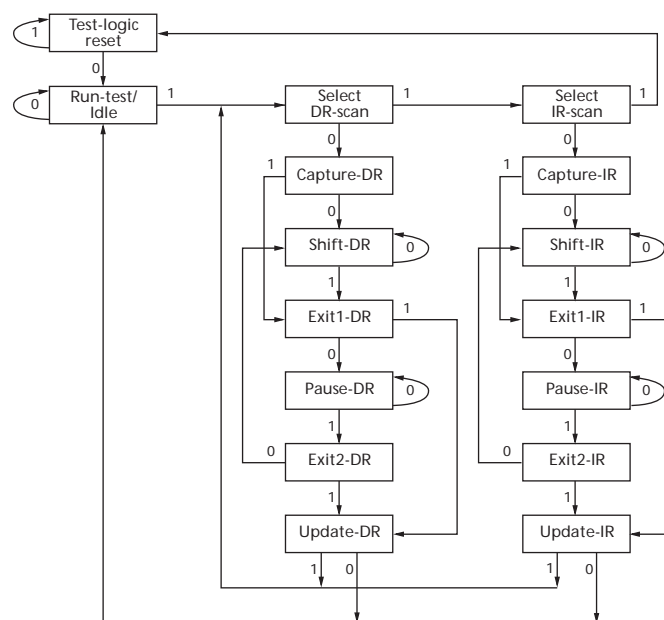 Test-logic
reset
1
0
Run-test/
Idle
0
1
Select
DR-scan
1
Select
IR-scan
1
0
0
1
Capture-DR
1
Capture-IR
0
0
Shift-DR
0
Shift-IR
0
1
1
Exit1-DR
1
Exit1-IR
1
0
0
Pause-DR
0
Pause-IR
0
1
1
0
Exit2-DR
0
Exit2-IR
1
1
Update-DR
Update-IR
1
0
1
0